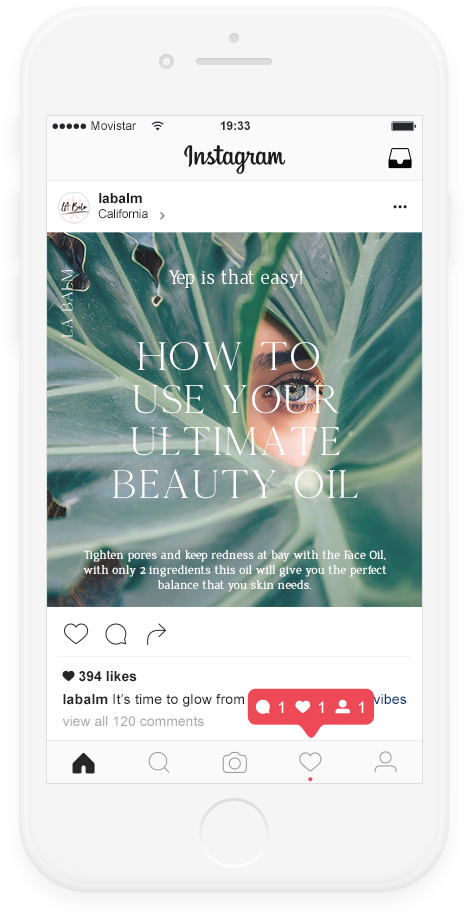 Movistar 19:33
Instagram
LA Balm
labalm
California
LA BALM
Yep is that easy!
HOW TO
USE YOUR
ULTIMATE
BEAUTY OIL
Tighten pores and keep redness at bay with the Face Oil,
with only 2 ingredients this oil will give you the prefect
balance that you skin needs.
394 likes
labalm It's time to glow from vibes
view all 120 comments
1 1 1